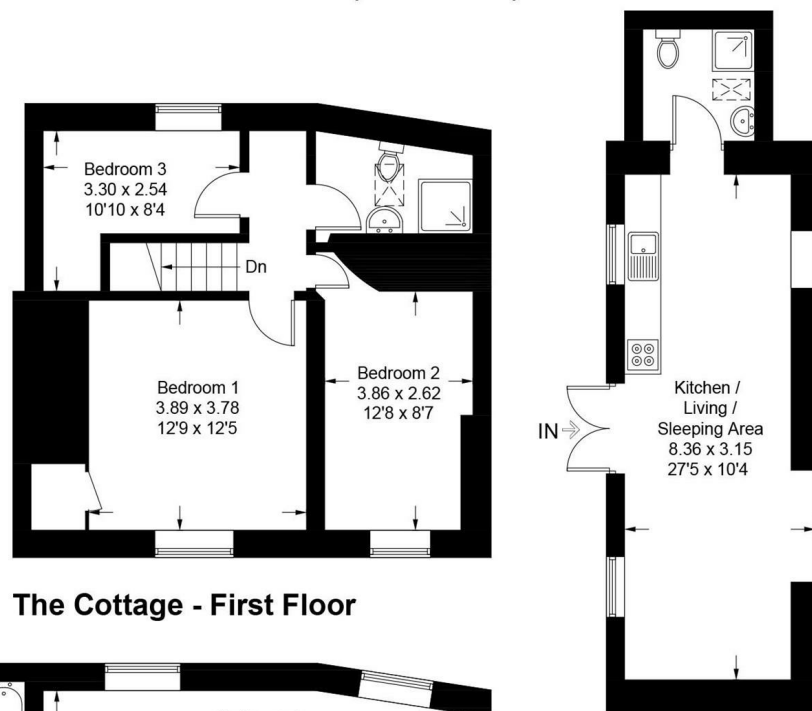 Bedroom 3
3.30 x 2.54
10'10 x 8'4
Dn
Bedroom 1
3.89 x 3.78
12'9 x 12'5
Bedroom 2
3.86 x 2.62
12'8 x 8'7
The Cottage - First Floor
IN
Kitchen /
Living /
Sleeping Area
8.36 x 3.15
27'5 x 10'4